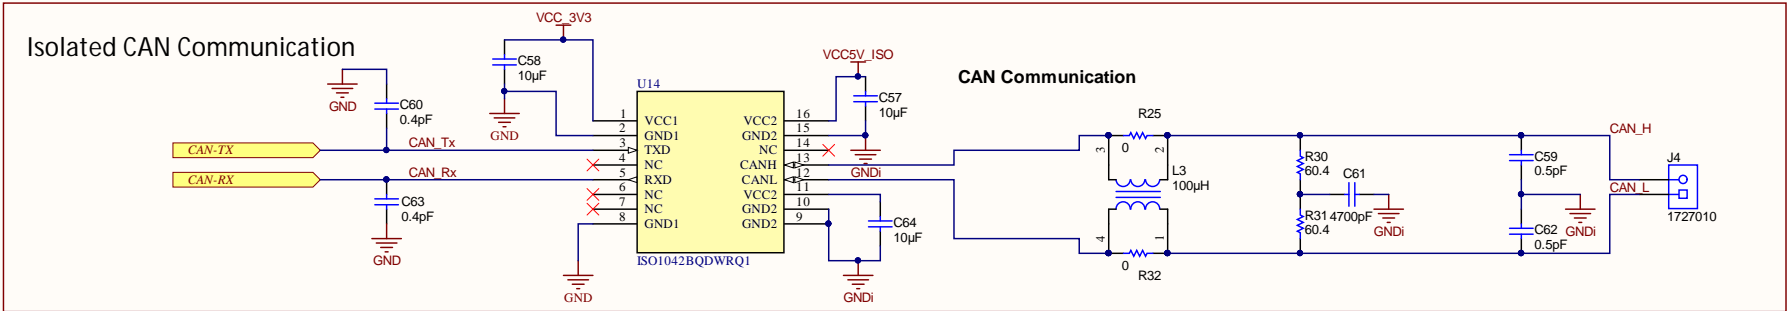 Isolated CAN Communication
VCC_3V3
C58
10µF
GND
GND
C60
0.4pF
CAN-TX
CAN_Tx
CAN-RX
CAN_Rx
C63
0.4pF
GND
GND
U14
1 VCC1
2 GND1
3 TXD
4 NC
5 RXD
6 NC
7 NC
8 GND1
VCC2 16
GND2 15
NC 14
CANH 13
CANL 12
VCC2 11
GND2 10
GND2 9
ISO1042BQDWRQ1
VCC5V_ISO
C57
10µF
GNDi
C64
10µF
GNDi
CAN Communication
R25
0
3
2
L3
100µH
4
1
0
R32
R30
60.4
R31
60.4
C61
4700pF
GNDi
C59
0.5pF
C62
0.5pF
GNDi
CAN_H
CAN_L
J4
1727010